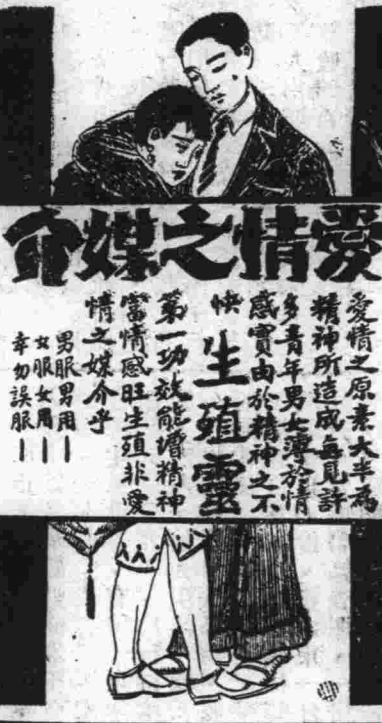 愛情之媒介
愛情之原素大半為
精神所造成每見許
多青年男女薄於情
感實由於精神之不
快生殖靈
第一功效能增精神
富情感旺生殖非愛
情之媒介乎
男服男用—
女服女用—
幸勿誤服—